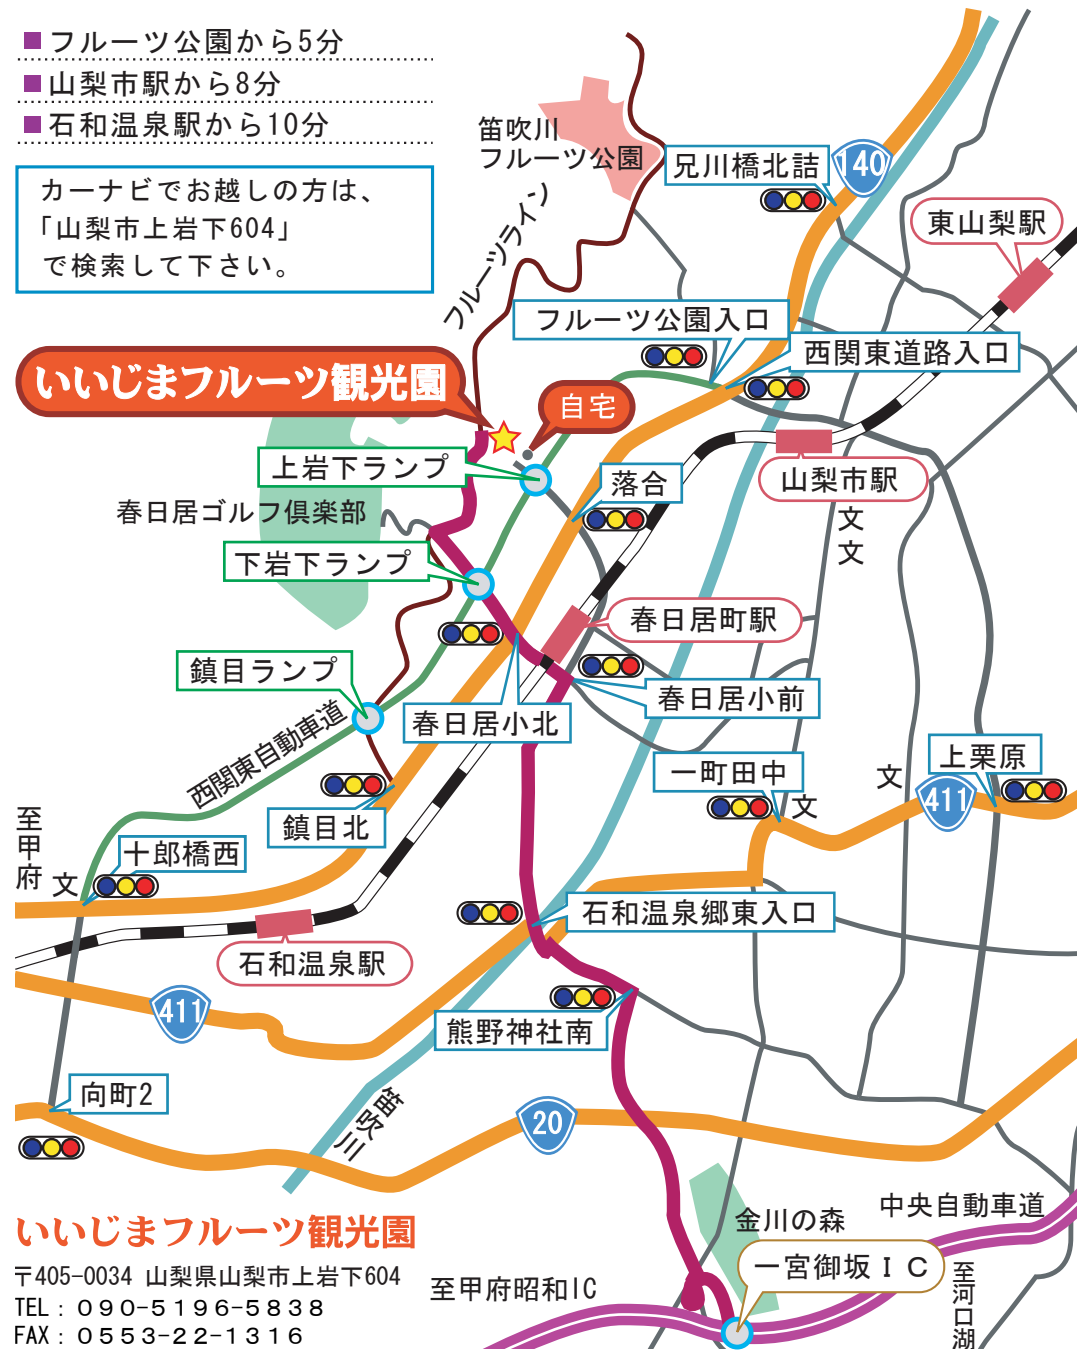 ■フルーツ公園から5分
■山梨市駅から8分
■石和温泉駅から10分
カーナビでお越しの方は、
「山梨市上岩下604」
で検索して下さい。
笛吹川
フルーツ公園
兄川橋北詰
140
東山梨駅
フルーツライン
フルーツ公園入口
西関東道路入口
いいじまフルーツ観光園
自宅
上岩下ランプ
落合
山梨市駅
春日居ゴルフ倶楽部
文
文
下岩下ランプ
春日居町駅
鎮目ランプ
春日居小前
春日居小北
西関東自動車道
一町田中
上栗原
文
文
411
鎮目北
至甲府
十郎橋西
文
石和温泉郷東入口
石和温泉駅
411
熊野神社南
向町2
笛吹川
20
金川の森
中央自動車道
一宮御坂ＩＣ
至甲府昭和IC
至河口湖
いいじまフルーツ観光園
〒405-0034 山梨県山梨市上岩下604
TEL：０９０-５１９６-５８３８
FAX：０５５３-２２-１３１６